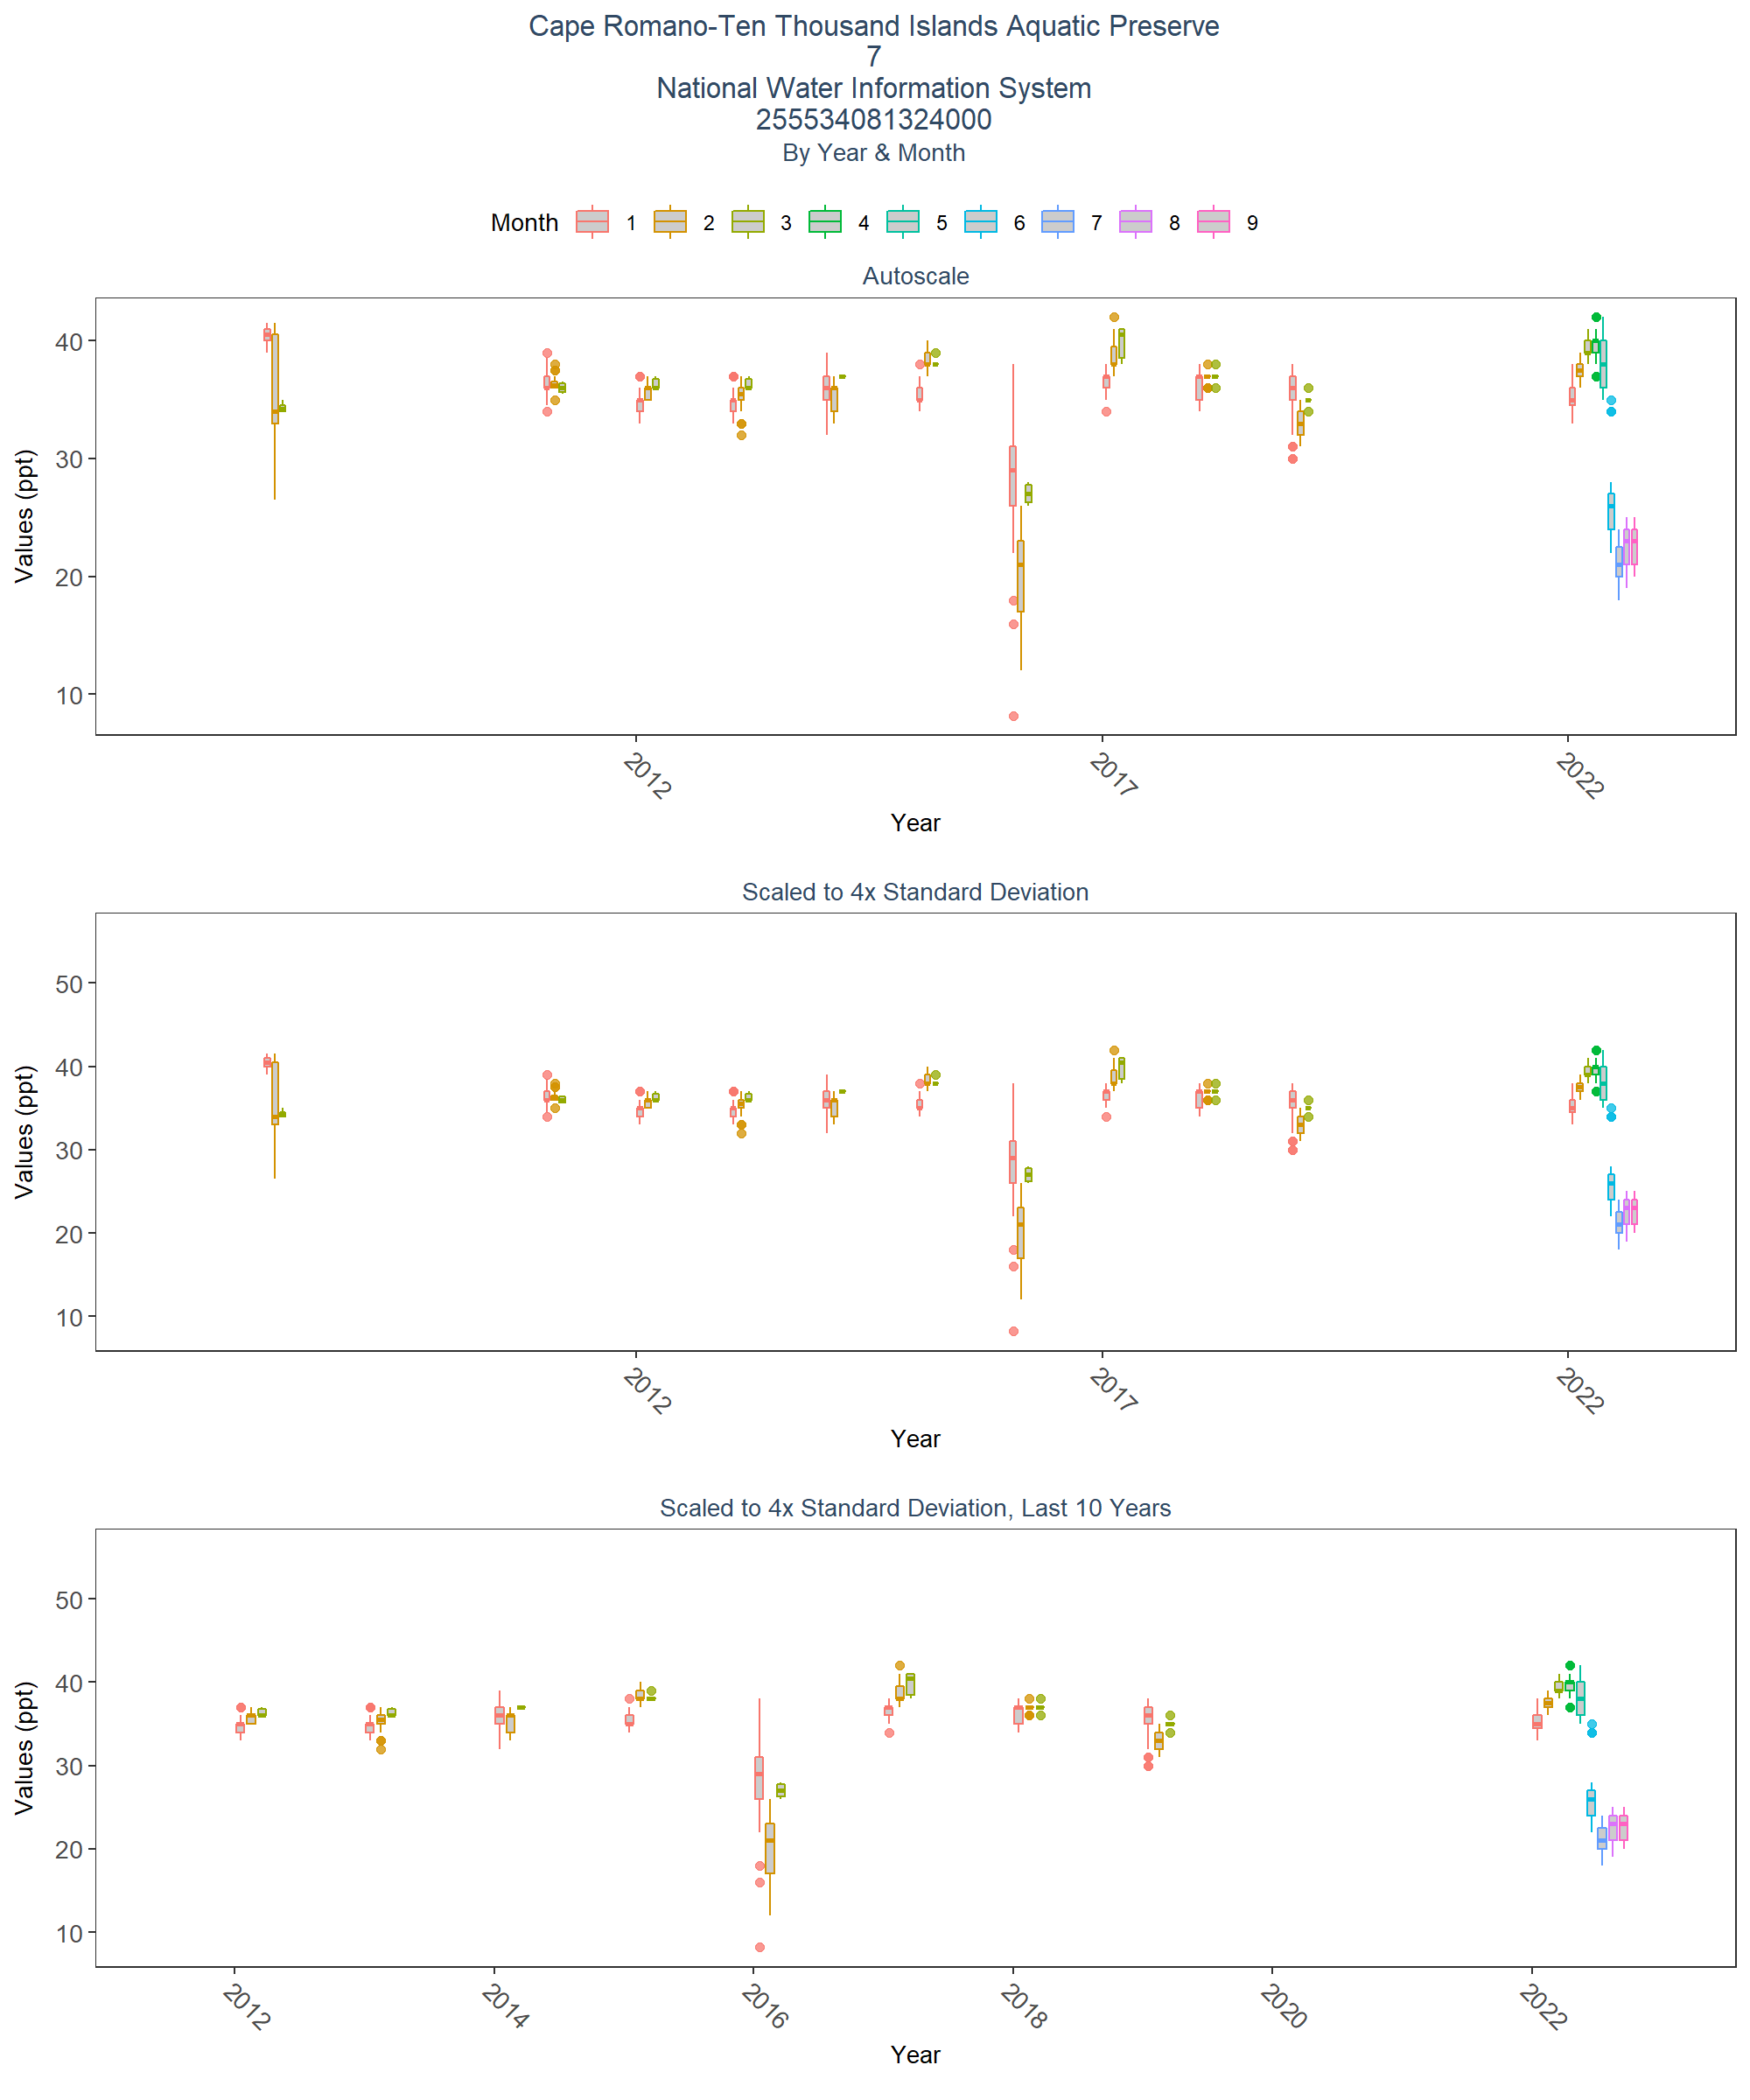 Cape Romano-Ten Thousand Islands Aquatic Preserve
7
National Water Information System
255534081324000
By Year & Month
Month 1 2 3 4 5 6 7 8 9
Autoscale
Values (ppt)
40
30
20
10
2012 2017 2022
Year
Scaled to 4x Standard Deviation
Values (ppt)
50
40
30
20
10
2012 2017 2022
Year
Scaled to 4x Standard Deviation, Last 10 Years
Values (ppt)
50
40
30
20
10
2012 2014 2016 2018 2020 2022
Year